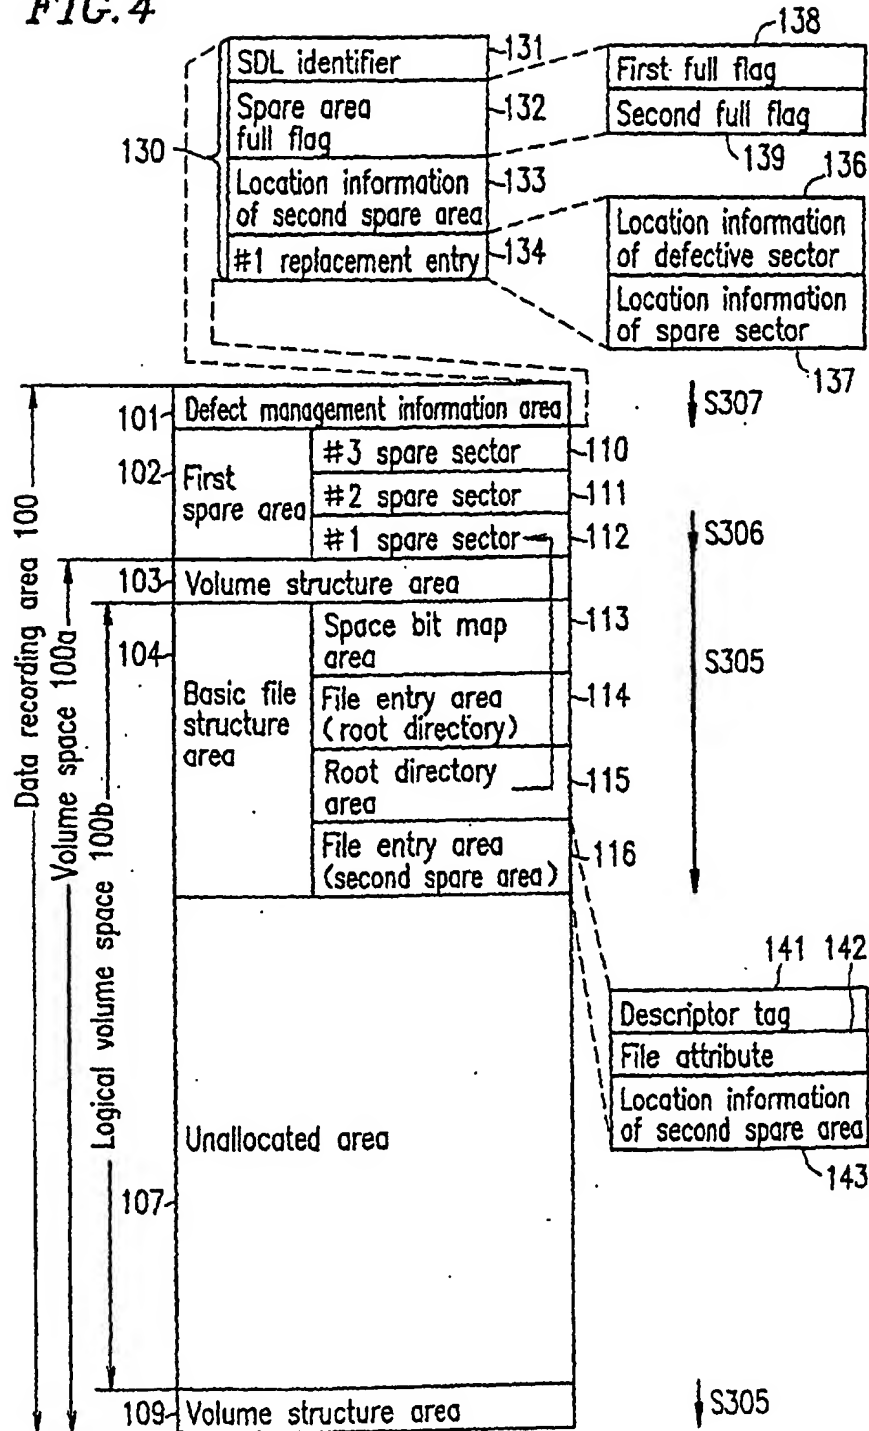 FIG.4
138
SDL identifier
131
First full flag
Spare area
full flag
132
Second full flag
130
139
136
Location information
of second spare area
133
Location information
of defective sector
#1 replacement entry
134
Location information
of spare sector
137
101
Defect management information area
S307
102
First
spare area
#3 spare sector
110
#2 spare sector
111
#1 spare sector
112
S306
103
Volume structure area
104
Basic file
structure
area
Space bit map
area
113
S305
File entry area
(root directory)
114
Root directory
area
115
File entry area
(second spare area)
116
Data recording area 100
Volume space 100a
Logical volume space 100b
141 142
Descriptor tag
File attribute
Location information
of second spare area
143
Unallocated area
107
109
Volume structure area
S305